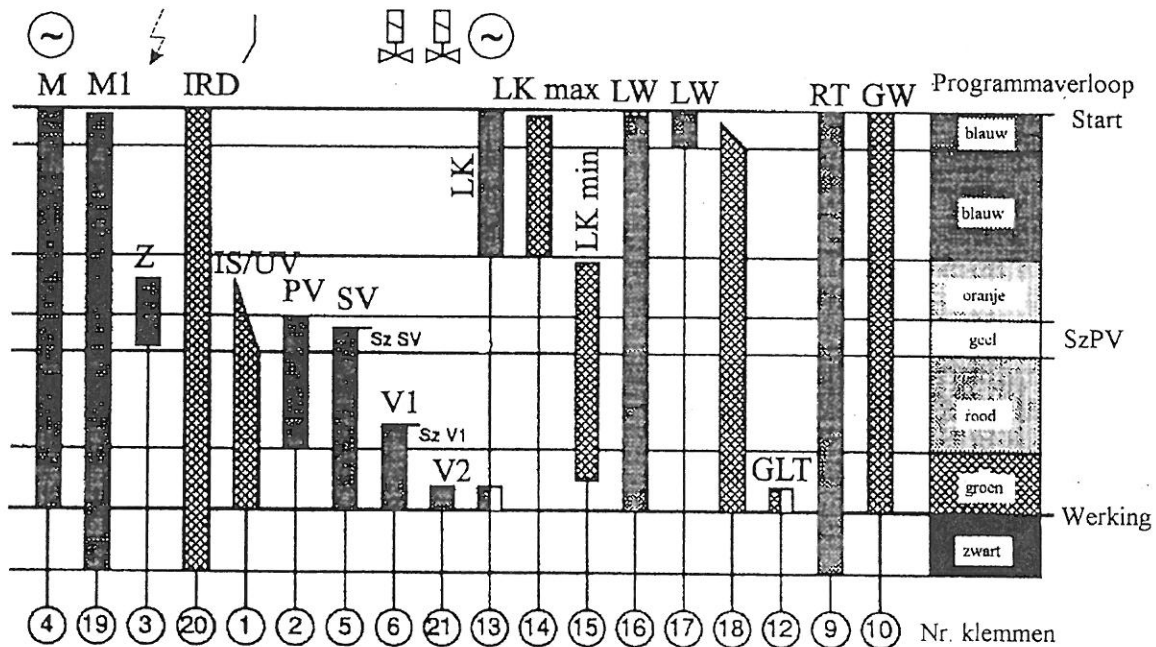 M M1 IRD LK max LW LW RT GW Programmaverloop
Start
blauw
LK
LK min
blauw
Z
IS/UV
PV
SV
oranje
Sz SV
geel
SzPV
rood
V1
Sz V1
V2
GLT
groen
Werking
zwart
4 19 3 20 1 2 5 6 21 13 14 15 16 17 18 12 9 10 Nr. klemmen